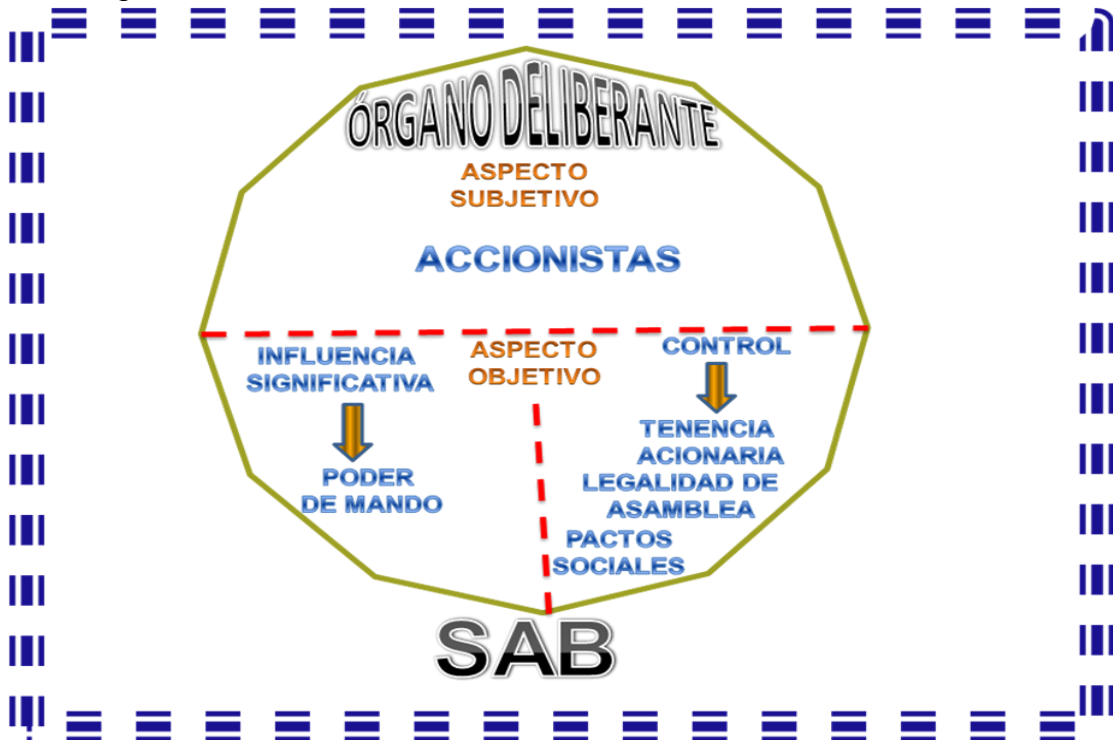 ÓRGANO DELIBERANTE
ASPECTO
SUBJETIVO
ACCIONISTAS
INFLUENCIA
SIGNIFICATIVA
PODER
DE MANDO
ASPECTO
OBJETIVO
CONTROL
TENENCIA
ACIONARIA
LEGALIDAD DE
ASAMBLEA
PACTOS
SOCIALES
SAB